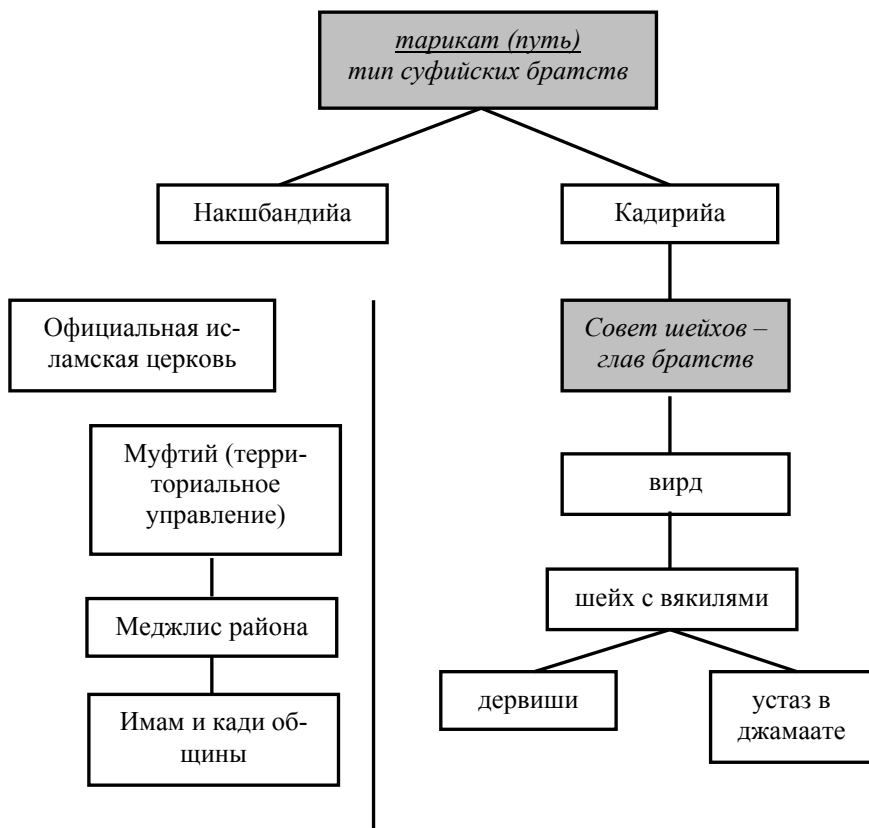 тарикат (путь)
тип суфийских братств
Накшбандийа
Кадирийа
Официальная ис-
ламская церковь
Совет шейхов –
глав братств
Муфтий (терри-
ториальное
управление)
вирд
шейх с вякилями
Меджлис района
дервиши
устаз в
джамаате
Имам и кади об-
щины